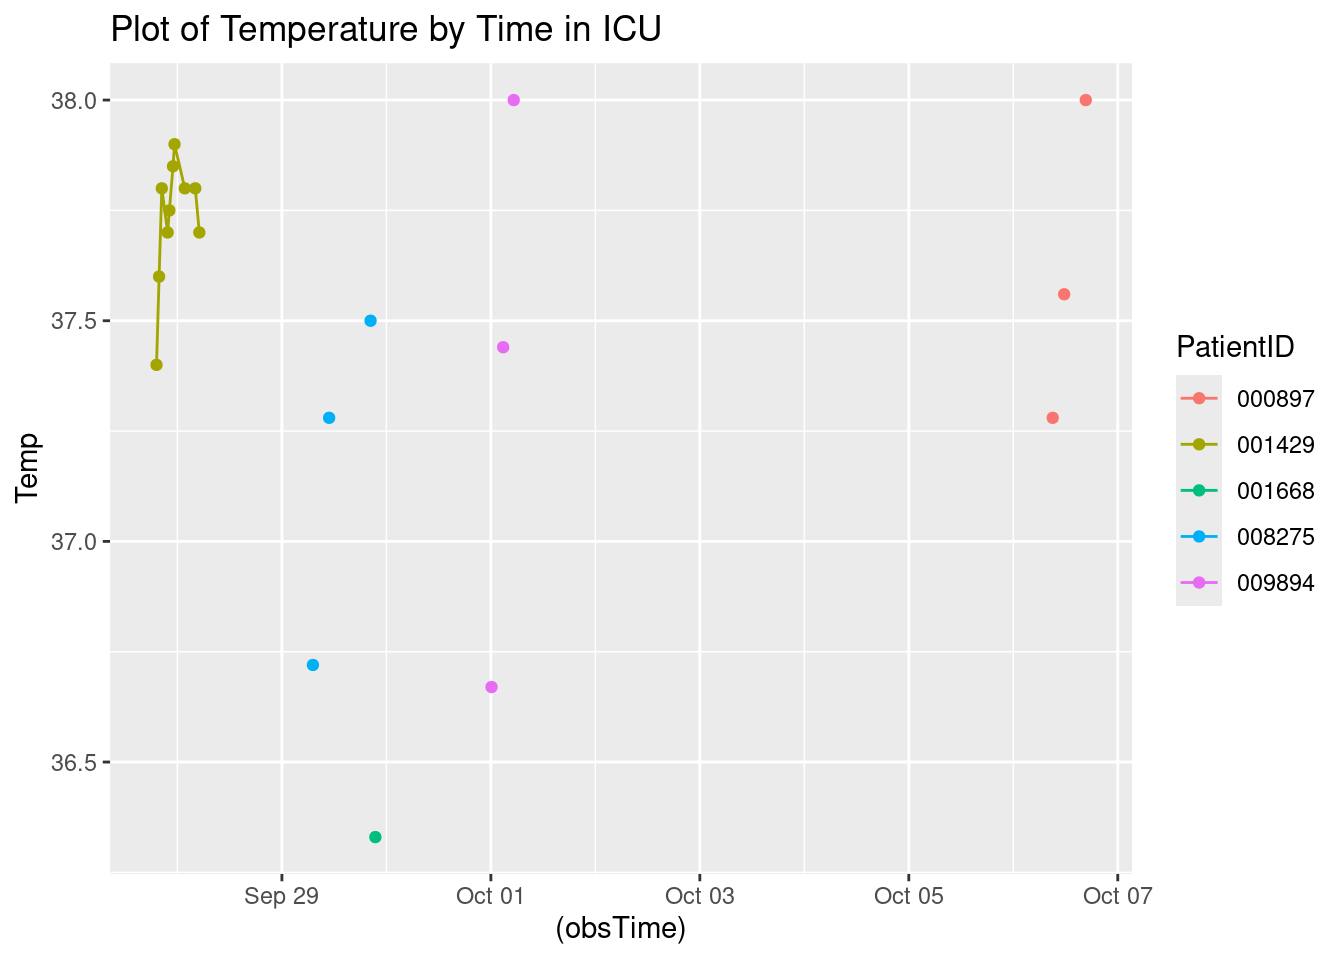 Plot of Temperature by Time in ICU
38.0
37.5
37.0
36.5
Temp
Sep 29
Oct 01
Oct 03
Oct 05
Oct 07
(obsTime)
PatientID
000897
001429
001668
008275
009894